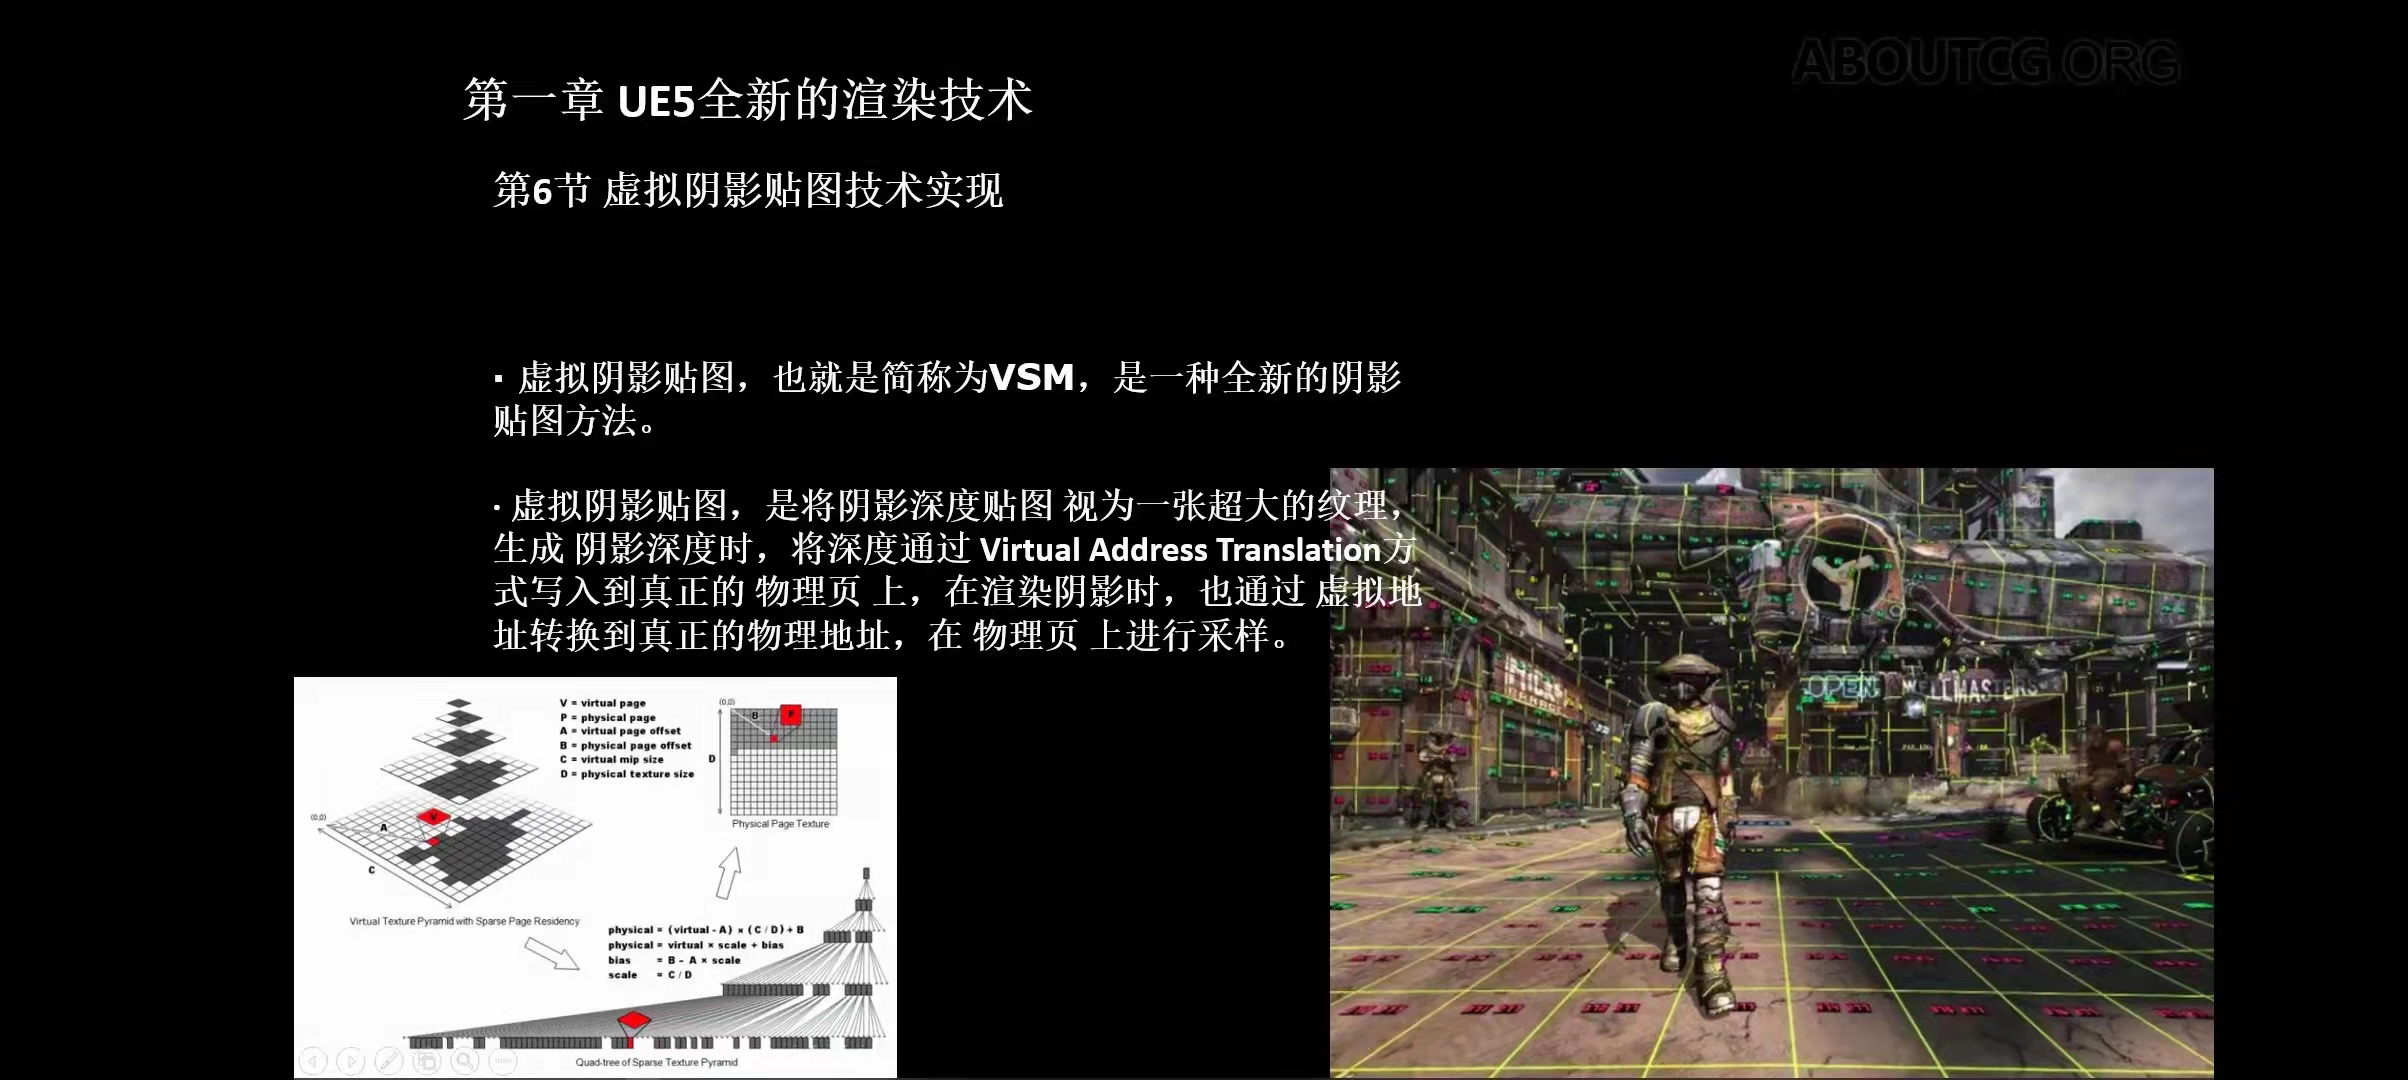 ABOUTCG.ORG
第一章 UE5全新的渲染技术
第6节 虚拟阴影贴图技术实现
· 虚拟阴影贴图，也就是简称为VSM，是一种全新的阴影
贴图方法。
· 虚拟阴影贴图，是将阴影深度贴图 视为一张超大的纹理，
生成 阴影深度时，将深度通过 Virtual Address Translation方
式写入到真正的 物理页 上，在渲染阴影时，也通过 虚拟地
址转换到真正的物理地址，在 物理页 上进行采样。
V = virtual page
P = physical page
A = virtual page offset
B = physical page offset
C = virtual mip size
D = physical texture size
(0,0)
B
P
D
Physical Page Texture
(0,0)
V
A
C
Virtual Texture Pyramid with Sparse Page Residency
physical = (virtual - A) × (C / D) + B
physical = virtual × scale + bias
bias = B - A × scale
scale = C / D
Quad-tree of Sparse Texture Pyramid
OPEN